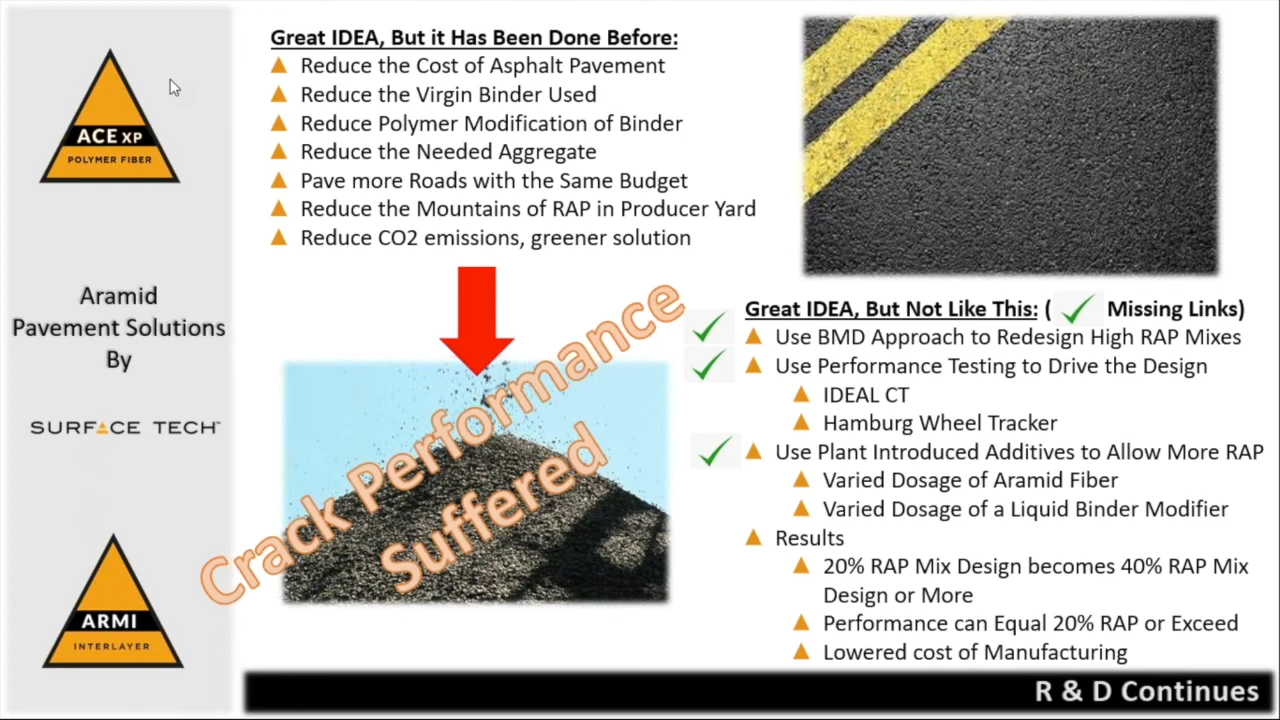 ACE XP
POLYMER FIBER
Aramid
Pavement Solutions
By
SURFACE TECH
ARMI
INTERLAYER
Great IDEA, But it Has Been Done Before:
Reduce the Cost of Asphalt Pavement
Reduce the Virgin Binder Used
Reduce Polymer Modification of Binder
Reduce the Needed Aggregate
Pave more Roads with the Same Budget
Reduce the Mountains of RAP in Producer Yard
Reduce CO2 emissions, greener solution
Crack Performance
Suffered
Great IDEA, But Not Like This: ( Missing Links)
Use BMD Approach to Redesign High RAP Mixes
Use Performance Testing to Drive the Design
IDEAL CT
Hamburg Wheel Tracker
Use Plant Introduced Additives to Allow More RAP
Varied Dosage of Aramid Fiber
Varied Dosage of a Liquid Binder Modifier
Results
20% RAP Mix Design becomes 40% RAP Mix
Design or More
Performance can Equal 20% RAP or Exceed
Lowered cost of Manufacturing
R & D Continues